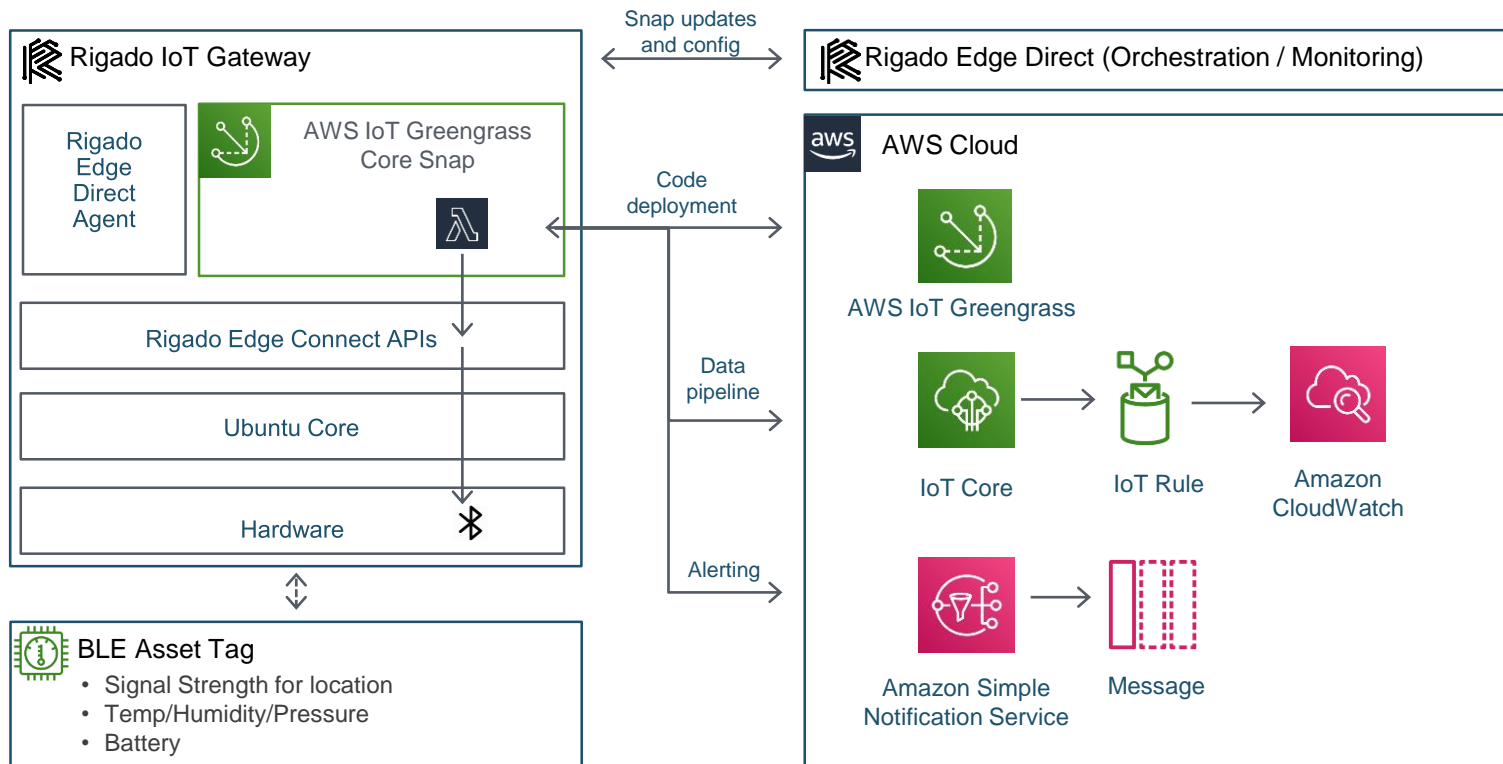 Rigado IoT Gateway
Rigado
Edge
Direct
Agent
AWS IoT Greengrass
Core Snap
Rigado Edge Connect APIs
Ubuntu Core
Hardware
BLE Asset Tag
• Signal Strength for location
• Temp/Humidity/Pressure
• Battery
Snap updates
and config
Code
deployment
Data
pipeline
Alerting
Rigado Edge Direct (Orchestration / Monitoring)
aws
AWS Cloud
AWS IoT Greengrass
IoT Core
IoT Rule
Amazon
CloudWatch
Amazon Simple
Notification Service
Message